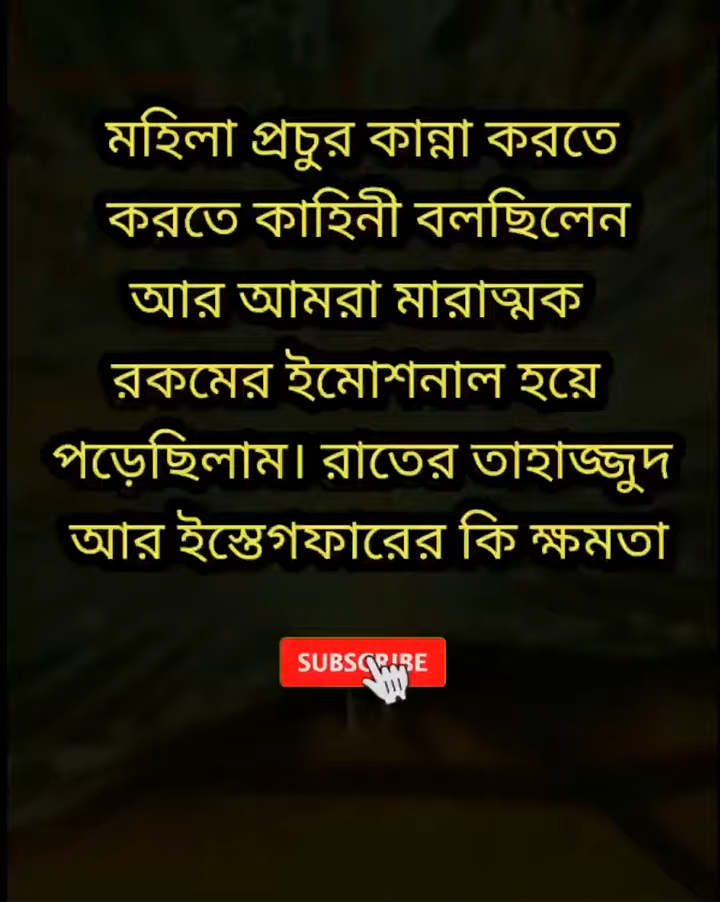 মহিলা প্রচুর কান্না করতে
করতে কাহিনী বলছিলেন
আর আমরা মারাত্মক
রকমের ইমোশনাল হয়ে
পড়েছিলাম। রাতের তাহাজ্জুদ
আর ইস্তেগফারের কি ক্ষমতা
SUBSCRIBE